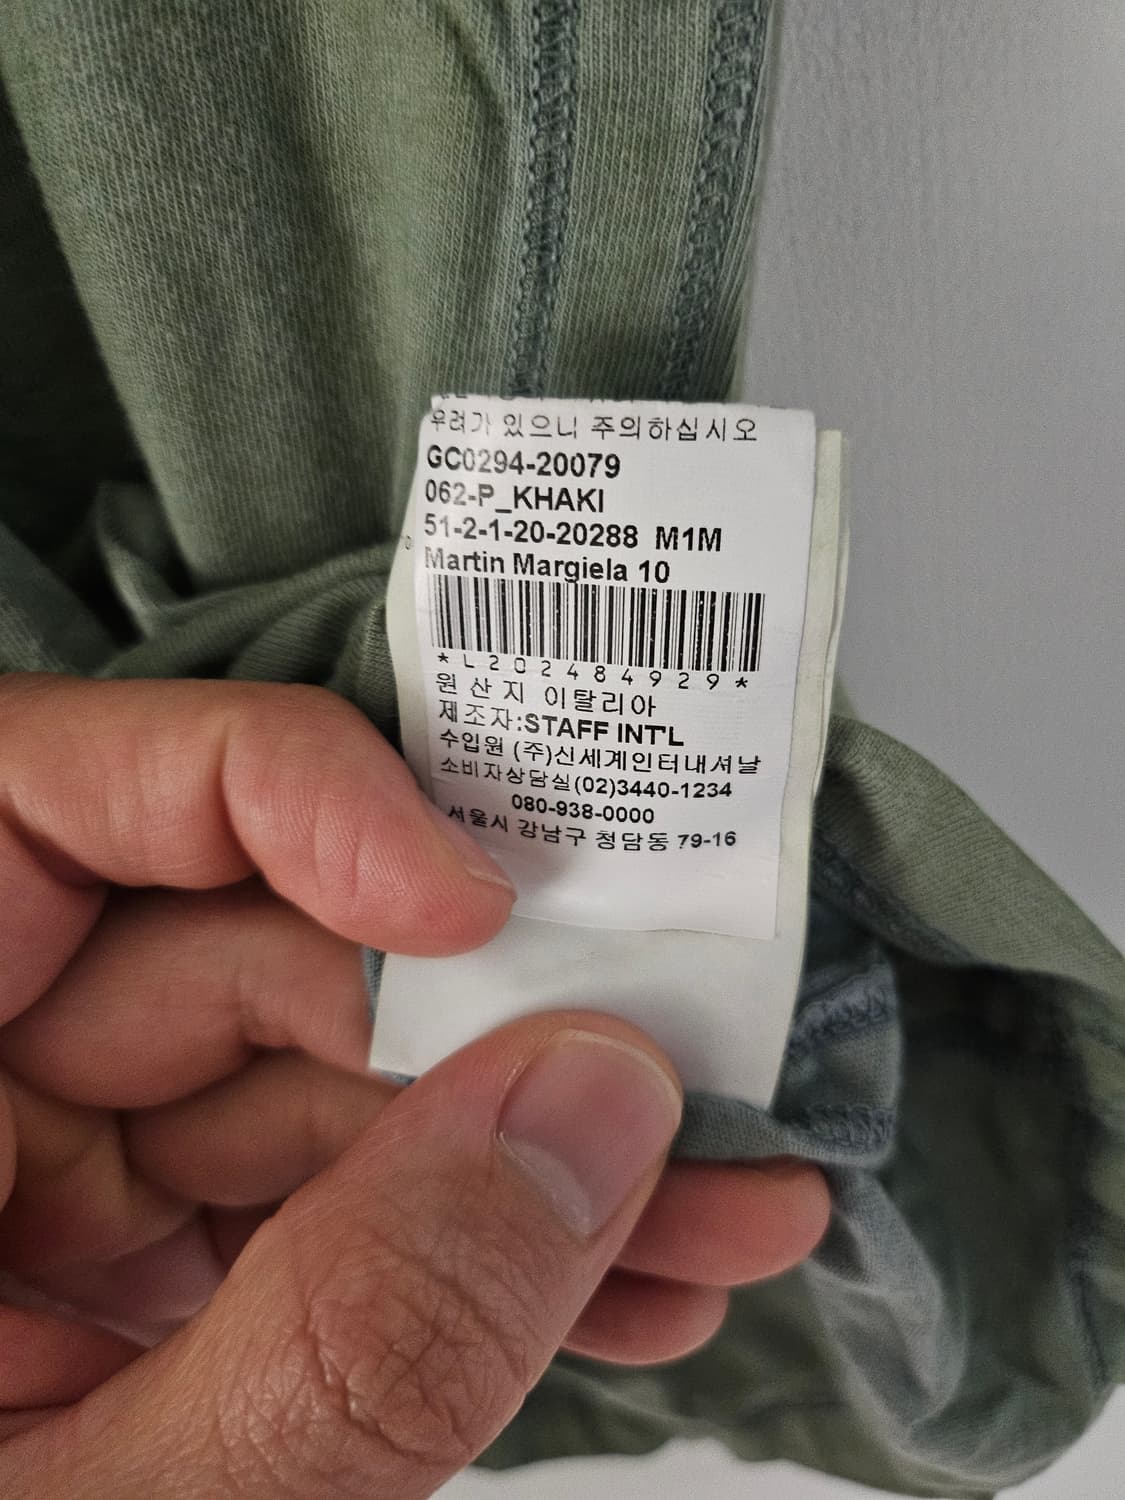 우려가 있으니 주의하십시오
GC0294-20079
062-P_KHAKI
51-2-1-20-20288 M1M
Martin Margiela 10
*L202484929*
원 산 지 이탈리아
제조자:STAFF INT'L
수입원 (주)신세계인터내셔날
소비자상담실(02)3440-1234
080-938-0000
서울시 강남구 청담동 79-16